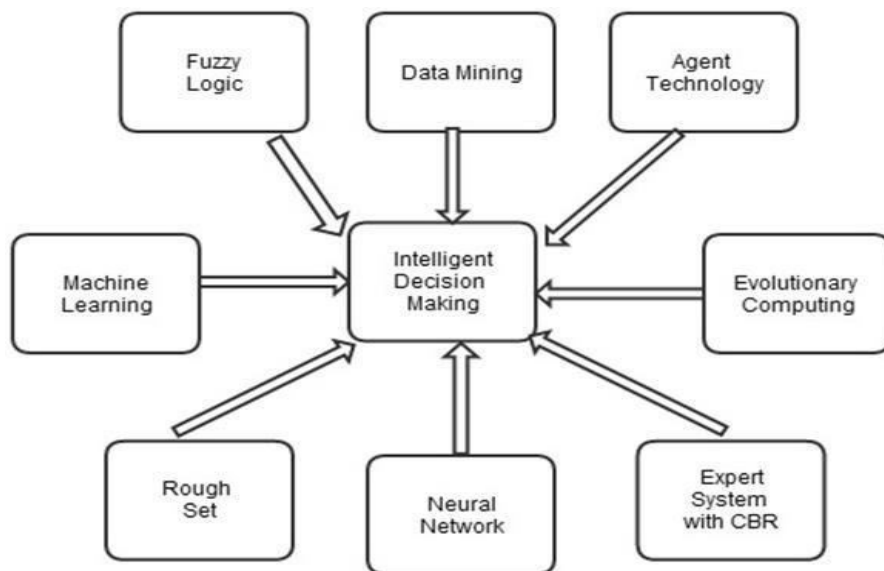 Fuzzy
Logic
Data Mining
Agent
Technology
Machine
Learning
Intelligent
Decision
Making
Evolutionary
Computing
Rough
Set
Neural
Network
Expert
System
with CBR